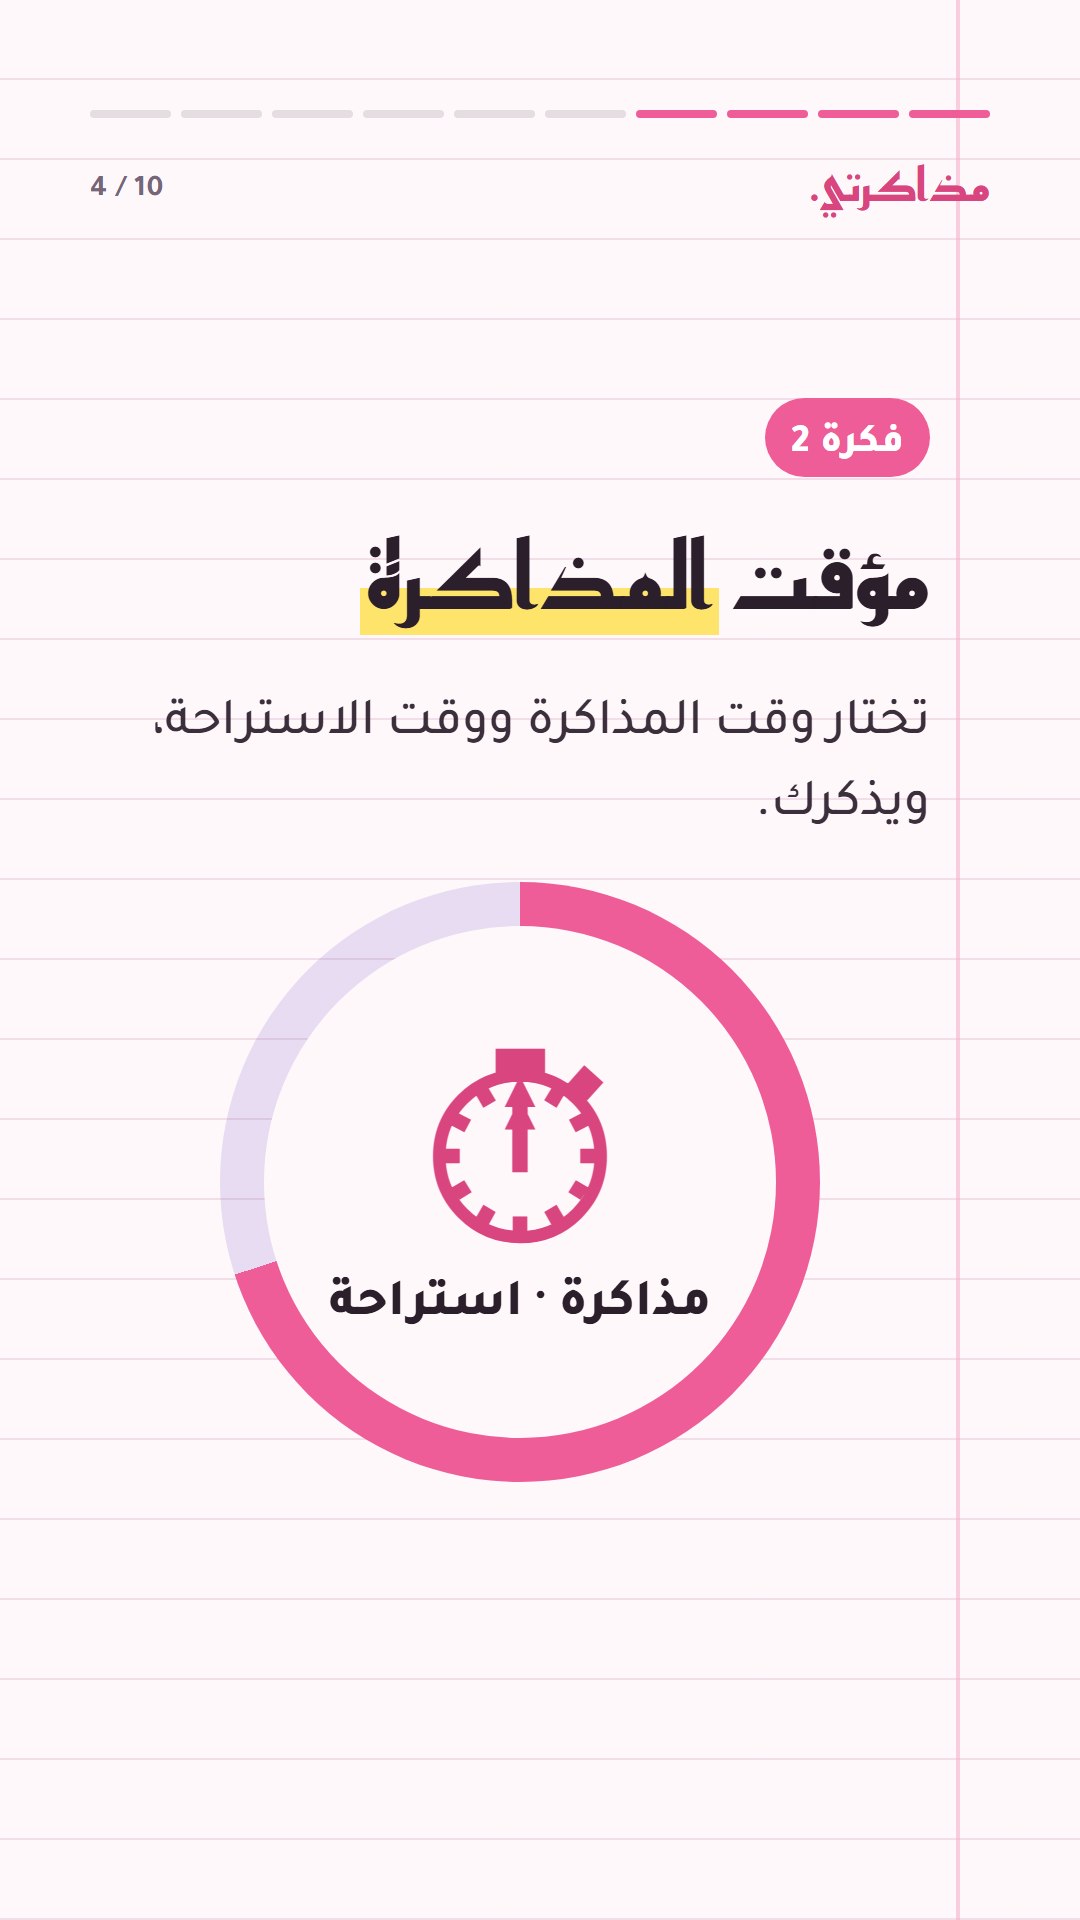 مذاكرتي.
4 / 10
فكرة 2
مؤقت المذاكرة
تختار وقت المذاكرة ووقت الاستراحة،
ويذكرك.
مذاكرة · استراحة